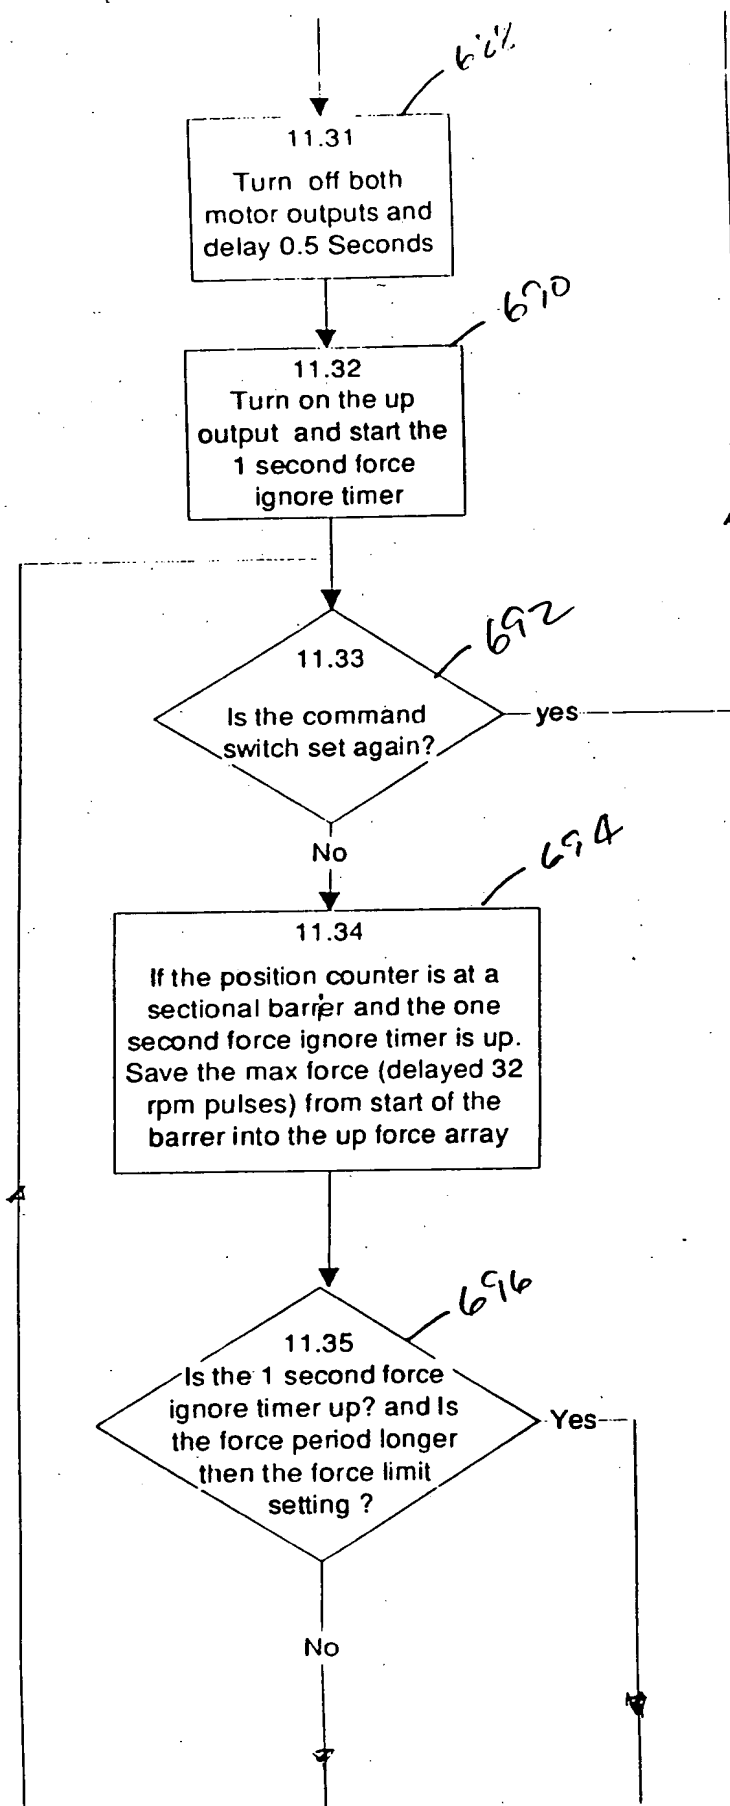 11.31
Turn off both
motor outputs and
delay 0.5 Seconds
690
11.32
Turn on the up
output and start the
1 second force
ignore timer
692
11.33
Is the command
switch set again?
yes
No
694
11.34
If the position counter is at a
sectional barrier and the one
second force ignore timer is up.
Save the max force (delayed 32
rpm pulses) from start of the
barrer into the up force array
696
11.35
Is the 1 second force
ignore timer up? and Is
the force period longer
then the force limit
setting ?
Yes
No